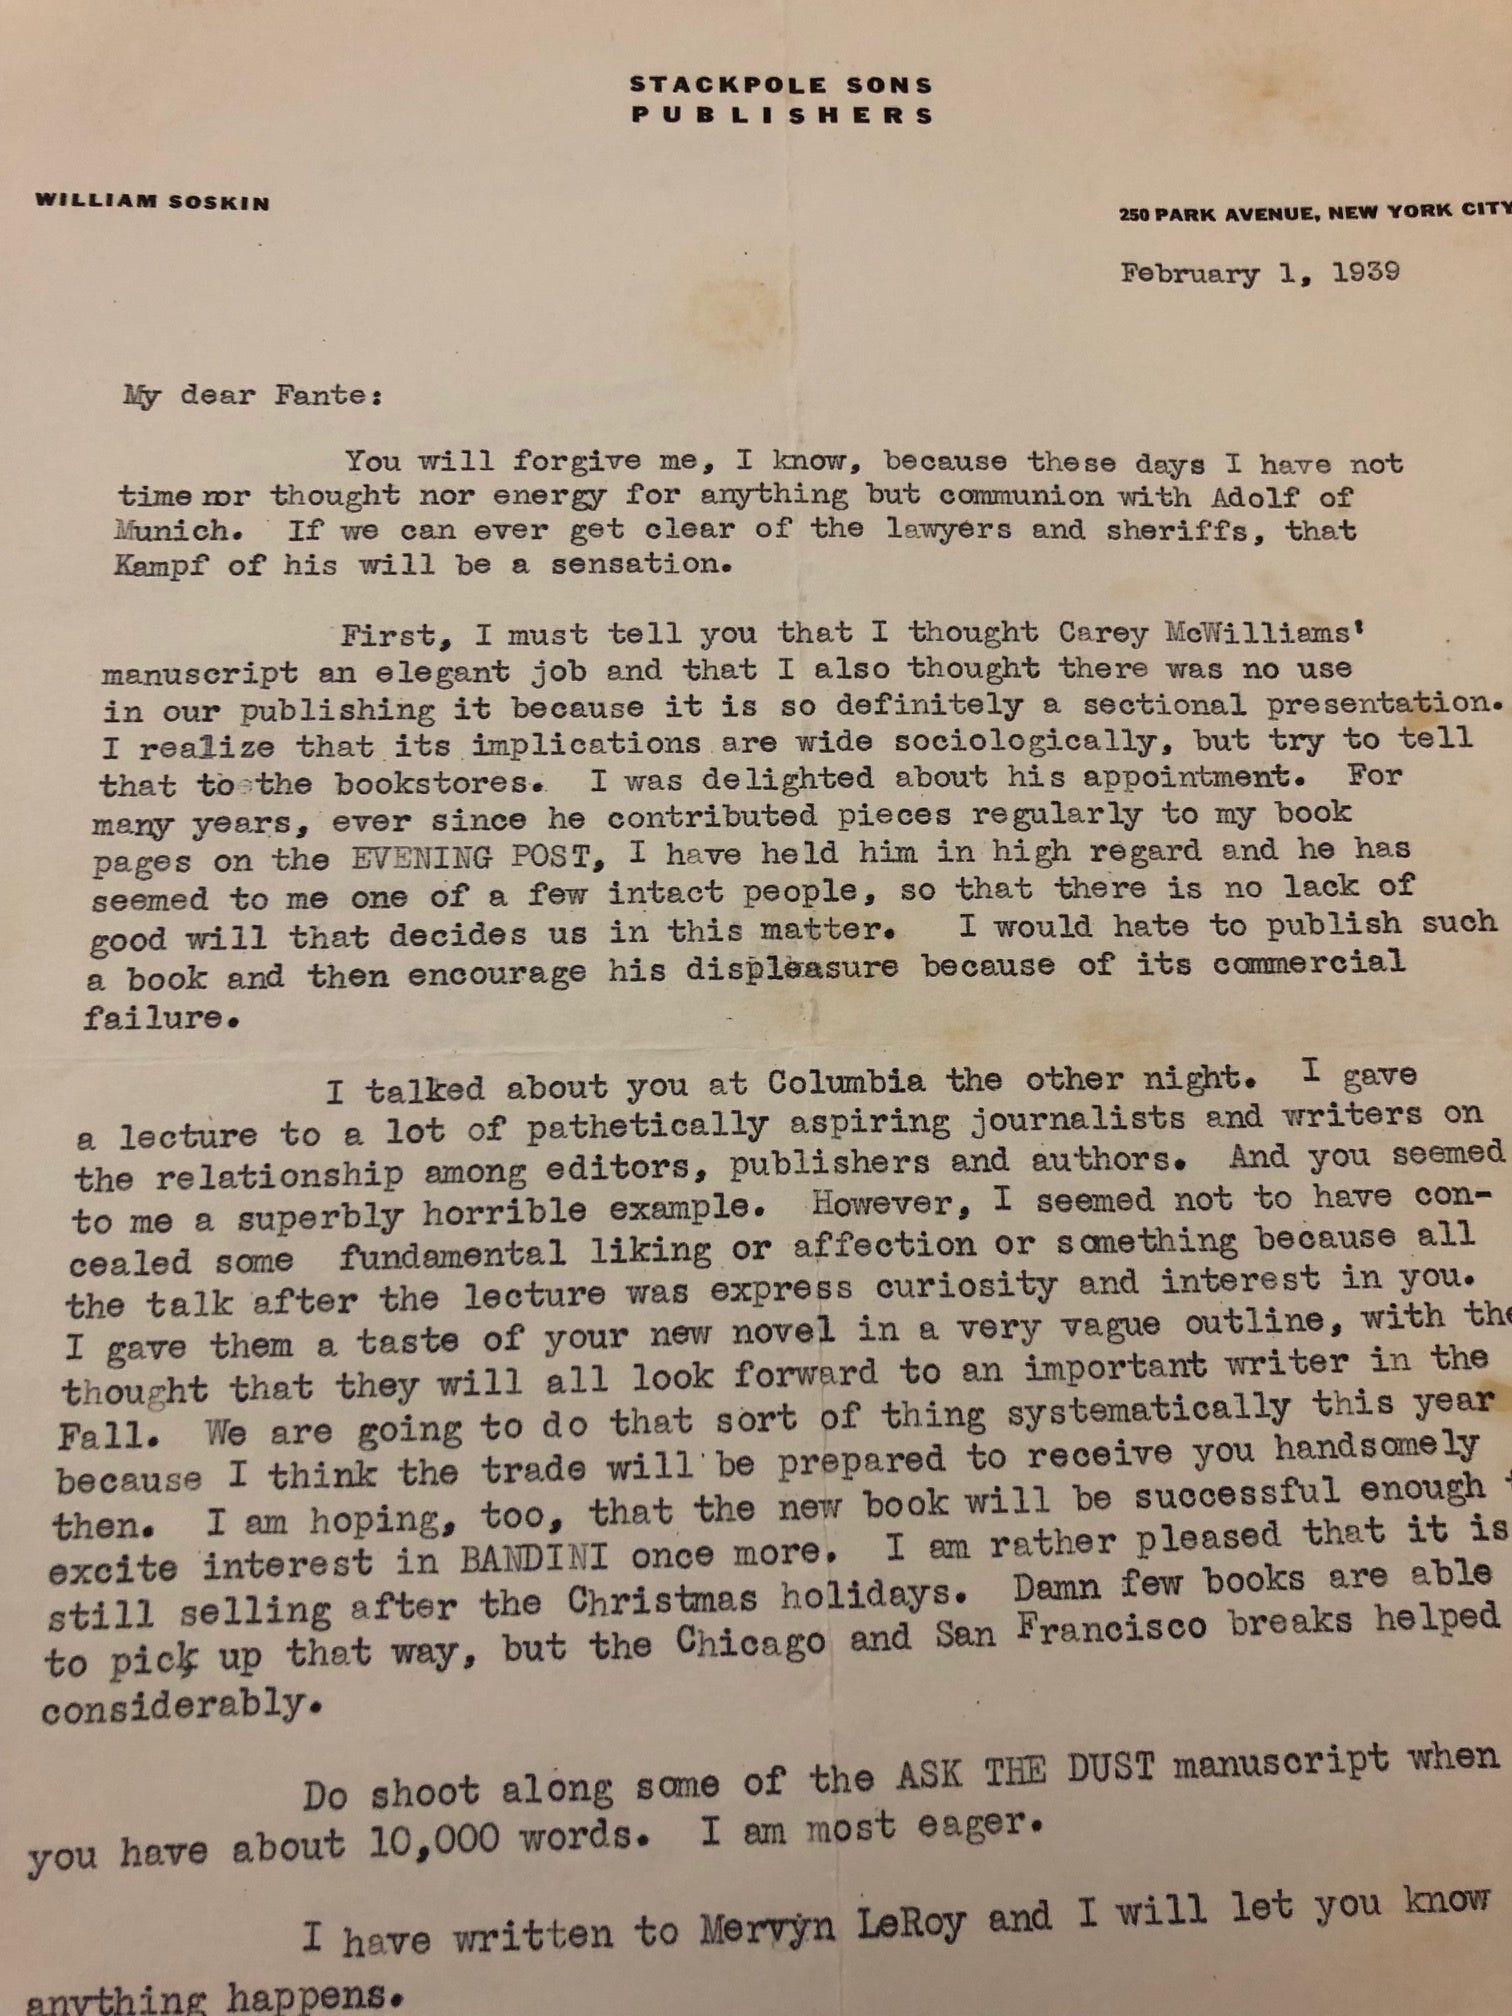 STACKPOLE SONS
PUBLISHERS
WILLIAM SOSKIN
250 PARK AVENUE, NEW YORK CITY
February 1, 1939
My dear Fante:
You will forgive me, I know, because these days I have not
time nor thought nor energy for anything but communion with Adolf of
Munich. If we can ever get clear of the lawyers and sheriffs, that
Kampf of his will be a sensation.
First, I must tell you that I thought Carey McWilliams'
manuscript an elegant job and that I also thought there was no use
in our publishing it because it is so definitely a sectional presentation.
I realize that its implications are wide sociologically, but try to tell
that to the bookstores. I was delighted about his appointment. For
many years, ever since he contributed pieces regularly to my book
pages on the EVENING POST, I have held him in high regard and he has
seemed to me one of a few intact people, so that there is no lack of
good will that decides us in this matter. I would hate to publish such
a book and then encourage his displeasure because of its commercial
failure.
I talked about you at Columbia the other night. I gave
a lecture to a lot of pathetically aspiring journalists and writers on
the relationship among editors, publishers and authors. And you seemed
to me a superbly horrible example. However, I seemed not to have con-
cealed some fundamental liking or affection or something because all
the talk after the lecture was express curiosity and interest in you.
I gave them a taste of your new novel in a very vague outline, with the
thought that they will all look forward to an important writer in the
Fall. We are going to do that sort of thing systematically this year
because I think the trade will be prepared to receive you handsomely
then. I am hoping, too, that the new book will be successful enough
excite interest in BANDINI once more. I am rather pleased that it is
still selling after the Christmas holidays. Damn few books are able
to pick up that way, but the Chicago and San Francisco breaks helped
considerably.
Do shoot along some of the ASK THE DUST manuscript when
you have about 10,000 words. I am most eager.
I have written to Mervyn LeRoy and I will let you know
anything happens.